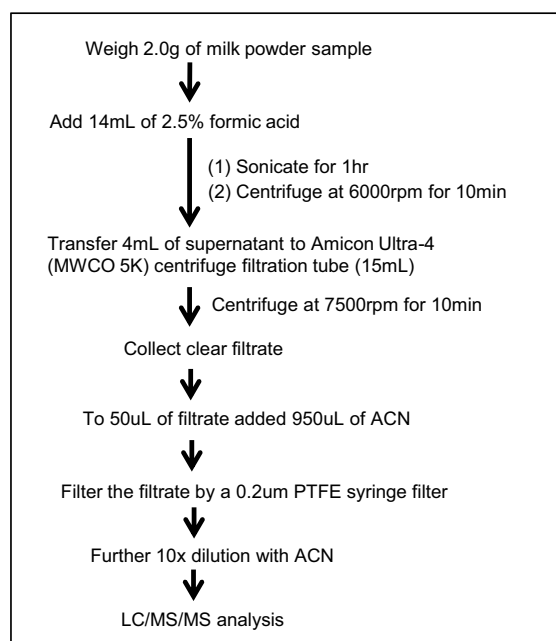 Weigh 2.0g of milk powder sample
Add 14mL of 2.5% formic acid
(1) Sonicate for 1hr
(2) Centrifuge at 6000rpm for 10min
Transfer 4mL of supernatant to Amicon Ultra-4
(MWCO 5K) centrifuge filtration tube (15mL)
Centrifuge at 7500rpm for 10min
Collect clear filtrate
To 50uL of filtrate added 950uL of ACN
Filter the filtrate by a 0.2um PTFE syringe filter
Further 10x dilution with ACN
LC/MS/MS analysis